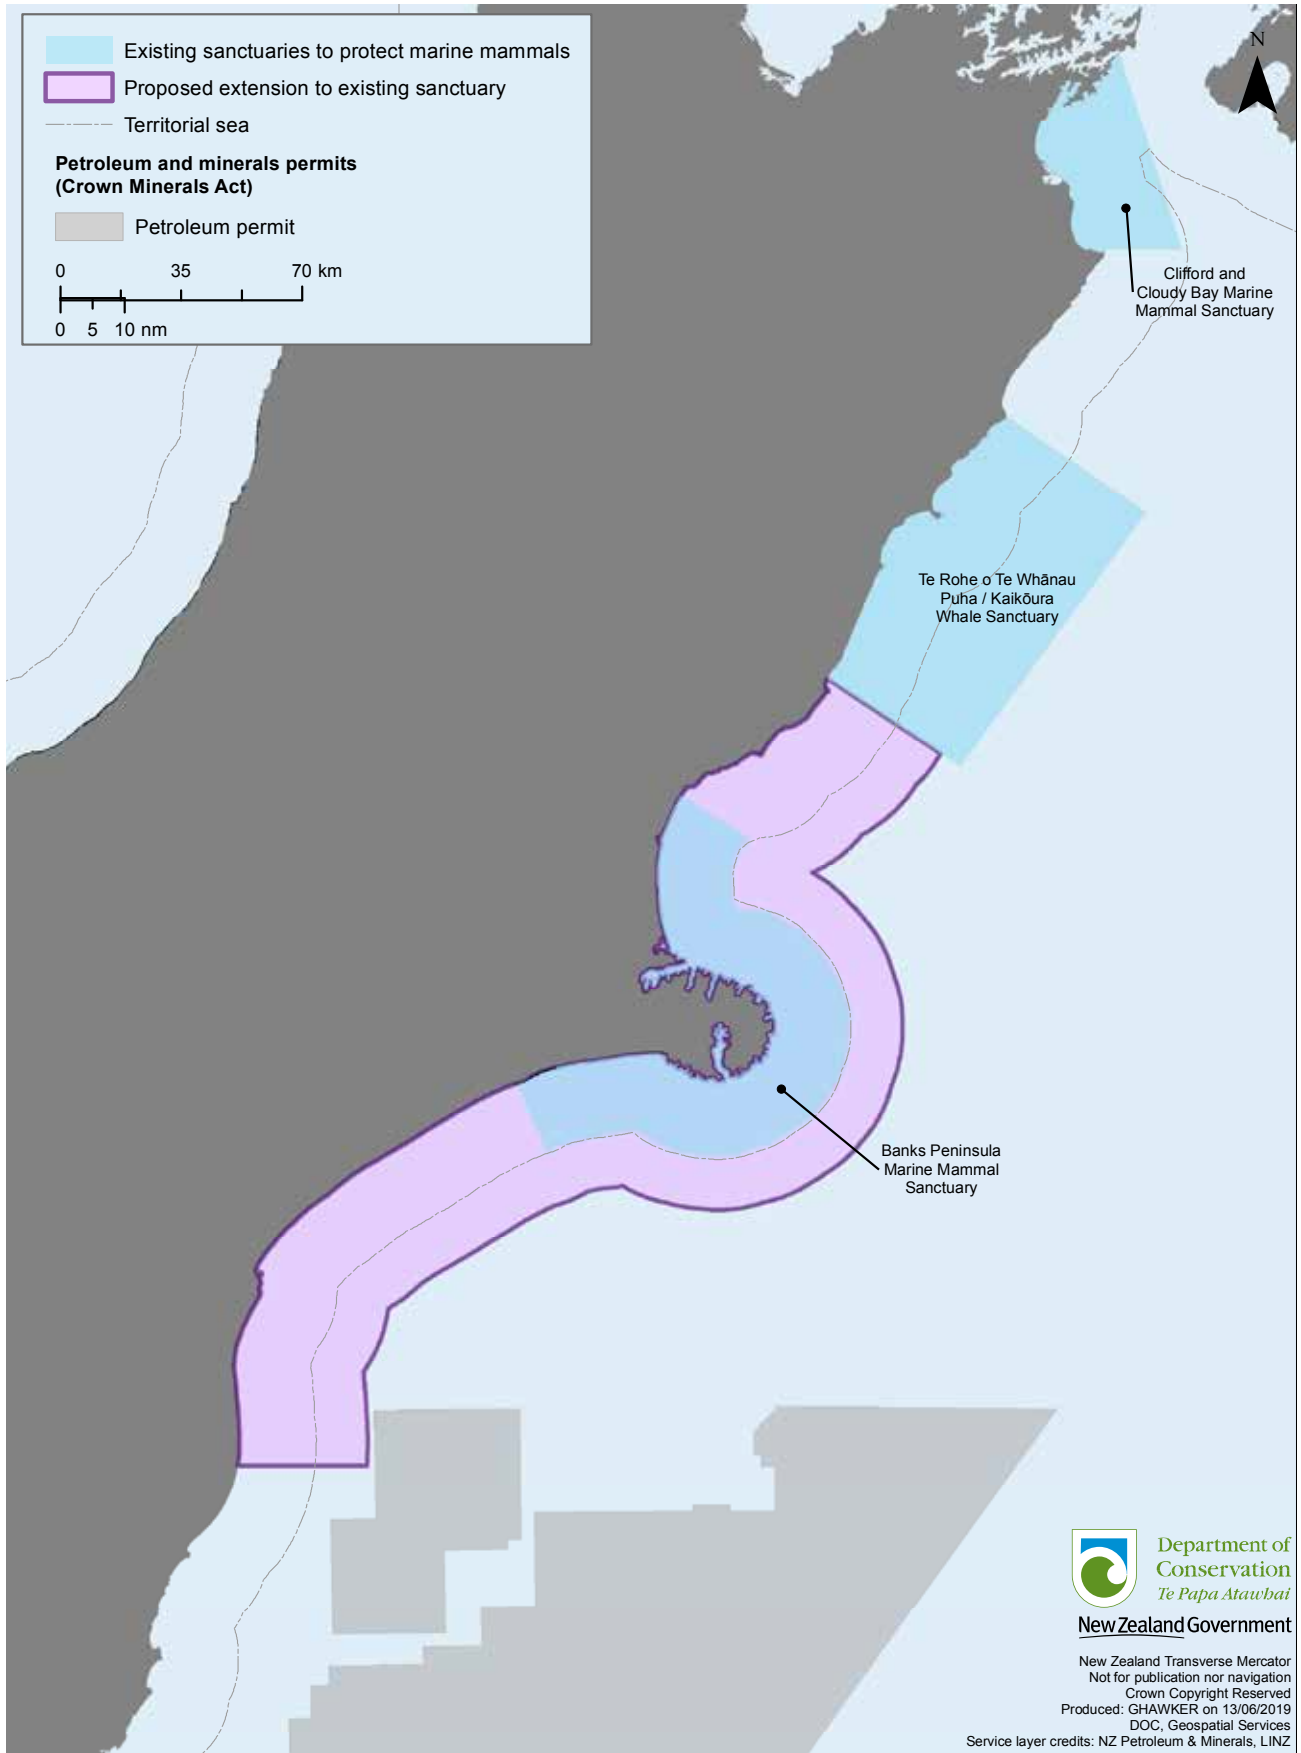 Existing sanctuaries to protect marine mammals
Proposed extension to existing sanctuary
Territorial sea
Petroleum and minerals permits
(Crown Minerals Act)
Petroleum permit
0 35 70 km
0 5 10 nm
N
Clifford and
Cloudy Bay Marine
Mammal Sanctuary
Te Rohe o Te Whānau
Puha / Kaikōura
Whale Sanctuary
Banks Peninsula
Marine Mammal
Sanctuary
Department of
Conservation
Te Papa Atawhai
New Zealand Government
New Zealand Transverse Mercator
Not for publication nor navigation
Crown Copyright Reserved
Produced: GHAWKER on 13/06/2019
DOC, Geospatial Services
Service layer credits: NZ Petroleum & Minerals, LINZ